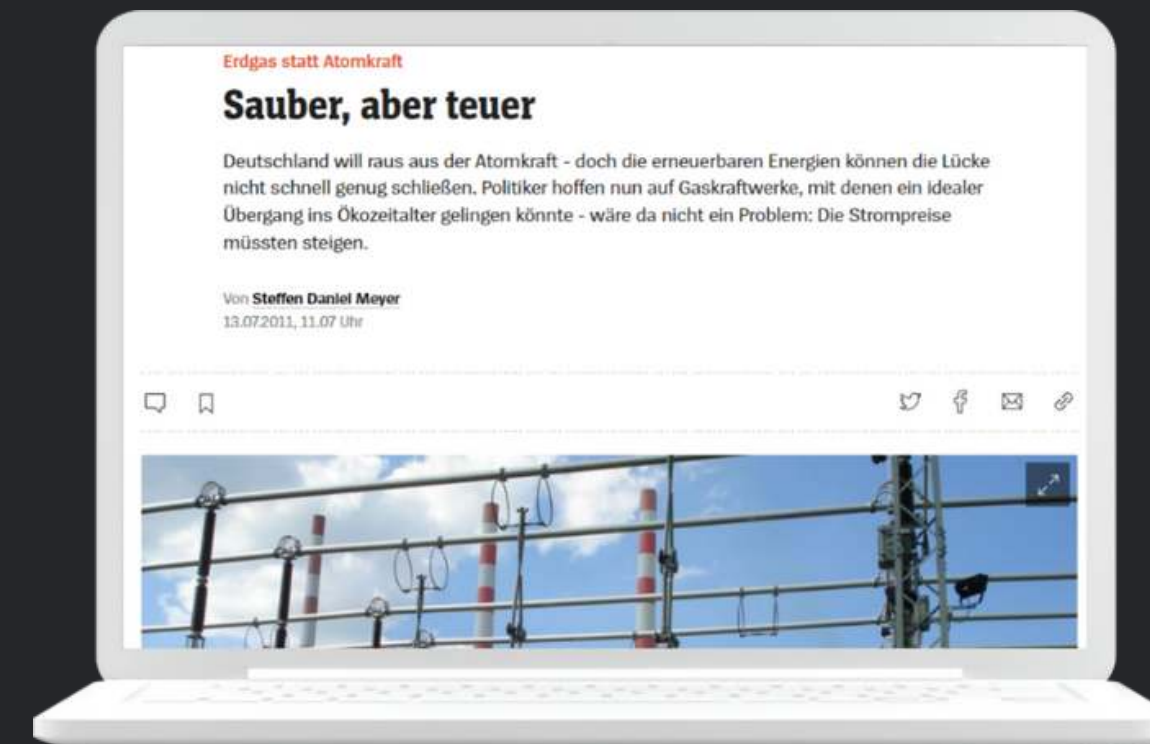 Erdgas statt Atomkraft
Sauber, aber teuer
Deutschland will raus aus der Atomkraft - doch die erneuerbaren Energien können die Lücke
nicht schnell genug schließen. Politiker hoffen nun auf Gaskraftwerke, mit denen ein idealer
Übergang ins Ökozeitalter gelingen könnte - wäre da nicht ein Problem: Die Strompreise
müssten steigen.
Von Steffen Daniel Meyer
13.07.2011, 11.07 Uhr